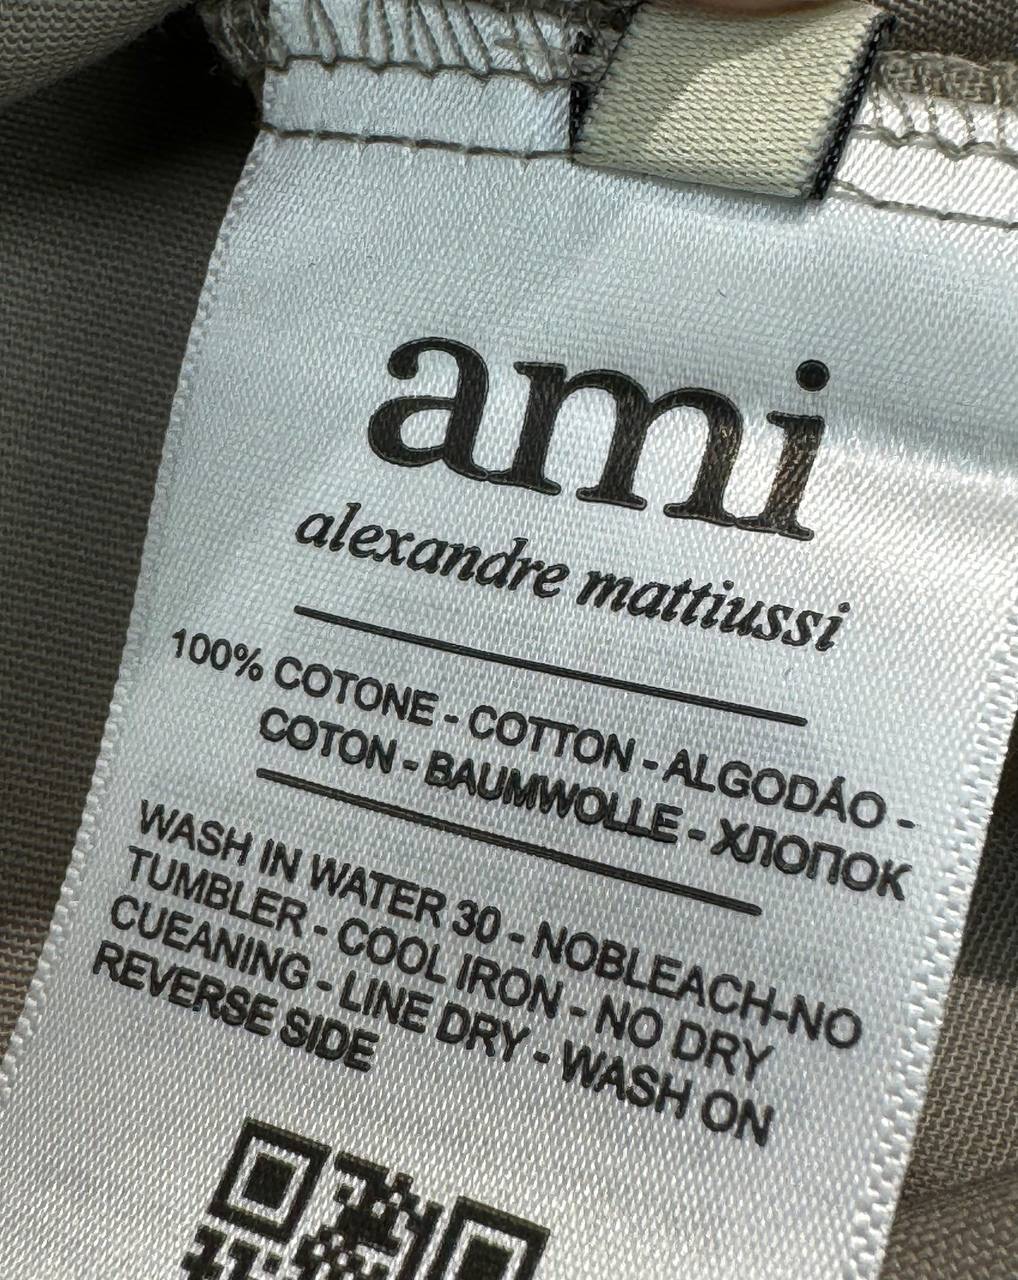 ami
alexandre mattiussi
100% COTONE - COTTON - ALGODÁO -
COTON - BAUMWOLLE - ХЛОПОК
WASH IN WATER 30 - NOBLEACH-NO
TUMBLER - COOL IRON - NO DRY
CUEANING - LINE DRY - WASH ON
REVERSE SIDE